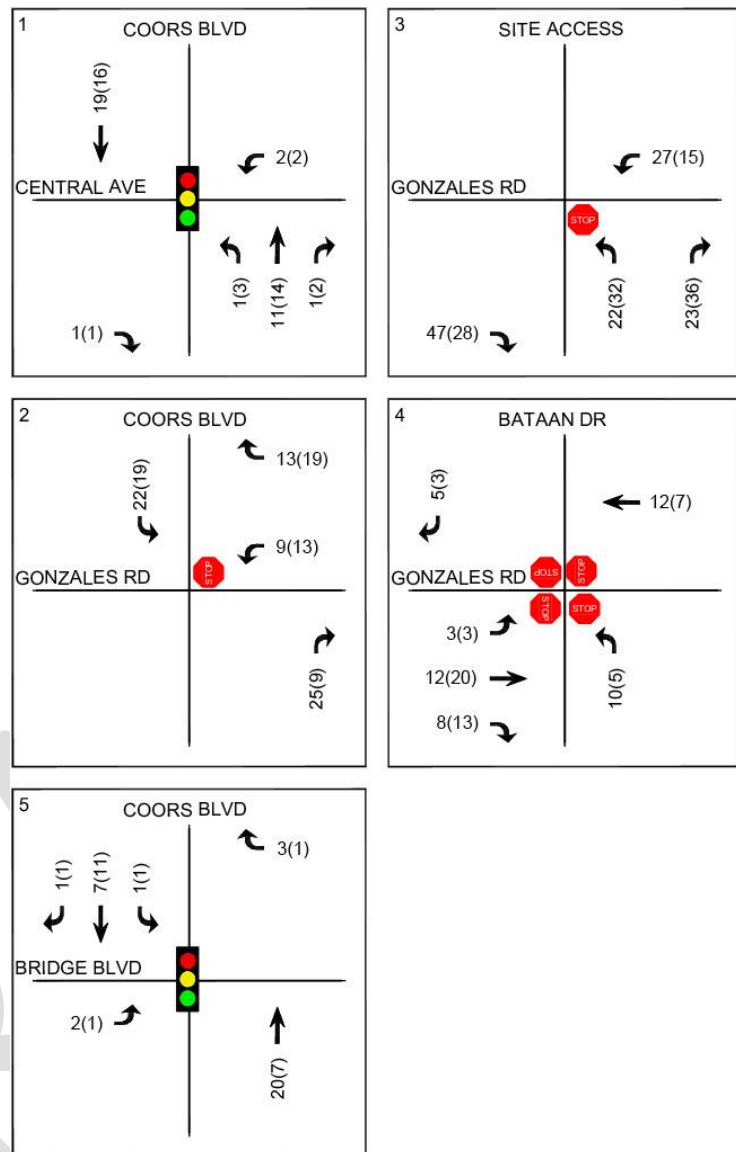 1
COORS BLVD
19(16)
2(2)
CENTRAL AVE
1(3)
11(14)
1(2)
1(1)
3
SITE ACCESS
27(15)
GONZALES RD
STOP
22(32)
23(36)
47(28)
2
COORS BLVD
13(19)
22(19)
9(13)
STOP
GONZALES RD
25(9)
4
BATAAN DR
5(3)
12(7)
GONZALES RD
STOP
STOP
STOP
STOP
3(3)
12(20)
10(5)
8(13)
5
COORS BLVD
3(1)
1(1)
7(11)
1(1)
BRIDGE BLVD
2(1)
20(7)